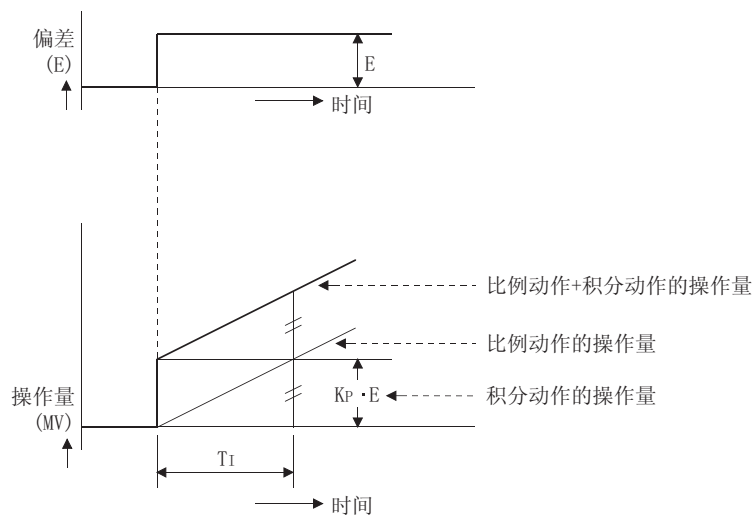 偏差
(E)
E
时间
比例动作+积分动作的操作量
比例动作的操作量
操作量
(MV)
KP·E
积分动作的操作量
TI
时间